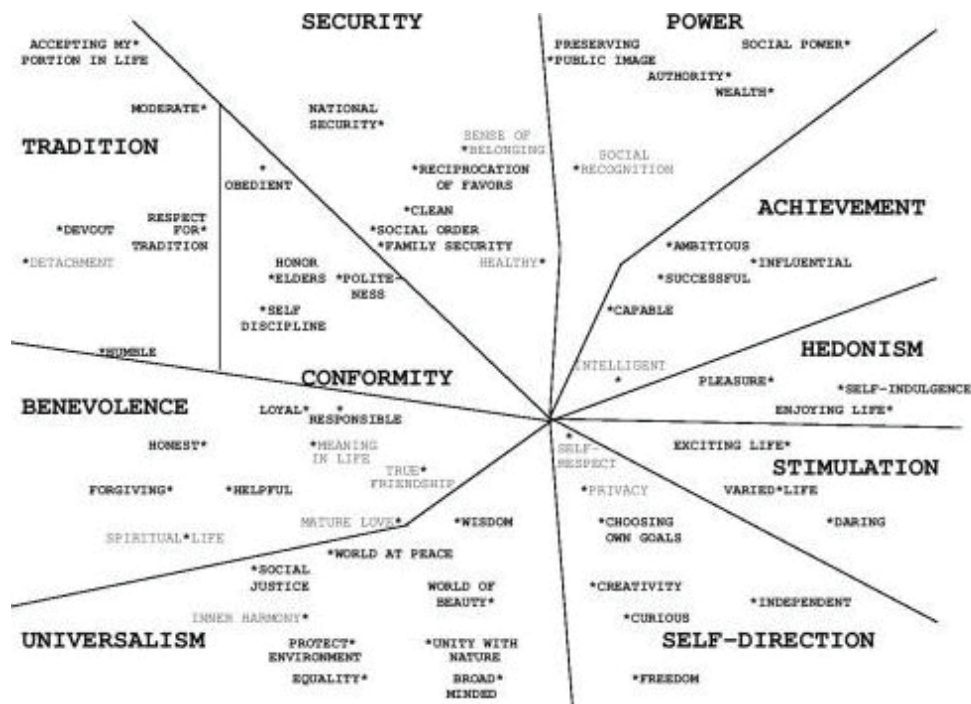 SECURITY
POWER
ACCEPTING MY*
PORTION IN LIFE
PRESERVING
*PUBLIC IMAGE
SOCIAL POWER*
AUTHORITY*
WEALTH*
MODERATE*
NATIONAL
SECURITY*
TRADITION
SENSE OF
*BELONGING
SOCIAL
*RECOGNITION
*
OBEDIENT
*RECIPROCATION
OF FAVORS
ACHIEVEMENT
*CLEAN
*DEVOUT
RESPECT
FOR*
TRADITION
*SOCIAL ORDER
*FAMILY SECURITY
*AMBITIOUS
*DETACHMENT
HONOR
*ELDERS
*POLITE-
NESS
HEALTHY*
*INFLUENTIAL
*SUCCESSFUL
*SELF
DISCIPLINE
*CAPABLE
*HUMBLE
HEDONISM
CONFORMITY
INTELLIGENT
*
PLEASURE*
*SELF-INDULGENCE
BENEVOLENCE
LOYAL*
*
RESPONSIBLE
ENJOYING LIFE*
HONEST*
*MEANING
IN LIFE
*
SELF-
RESPECT
EXCITING LIFE*
TRUE*
FRIENDSHIP
STIMULATION
FORGIVING*
*HELPFUL
*PRIVACY
VARIED*LIFE
MATURE LOVE*
*WISDOM
*CHOOSING
OWN GOALS
*DARING
SPIRITUAL*LIFE
*WORLD AT PEACE
*SOCIAL
JUSTICE
WORLD OF
BEAUTY*
*CREATIVITY
*INDEPENDENT
INNER HARMONY*
*CURIOUS
UNIVERSALISM
PROTECT*
ENVIRONMENT
*UNITY WITH
NATURE
SELF-DIRECTION
EQUALITY*
BROAD*
MINDED
*FREEDOM